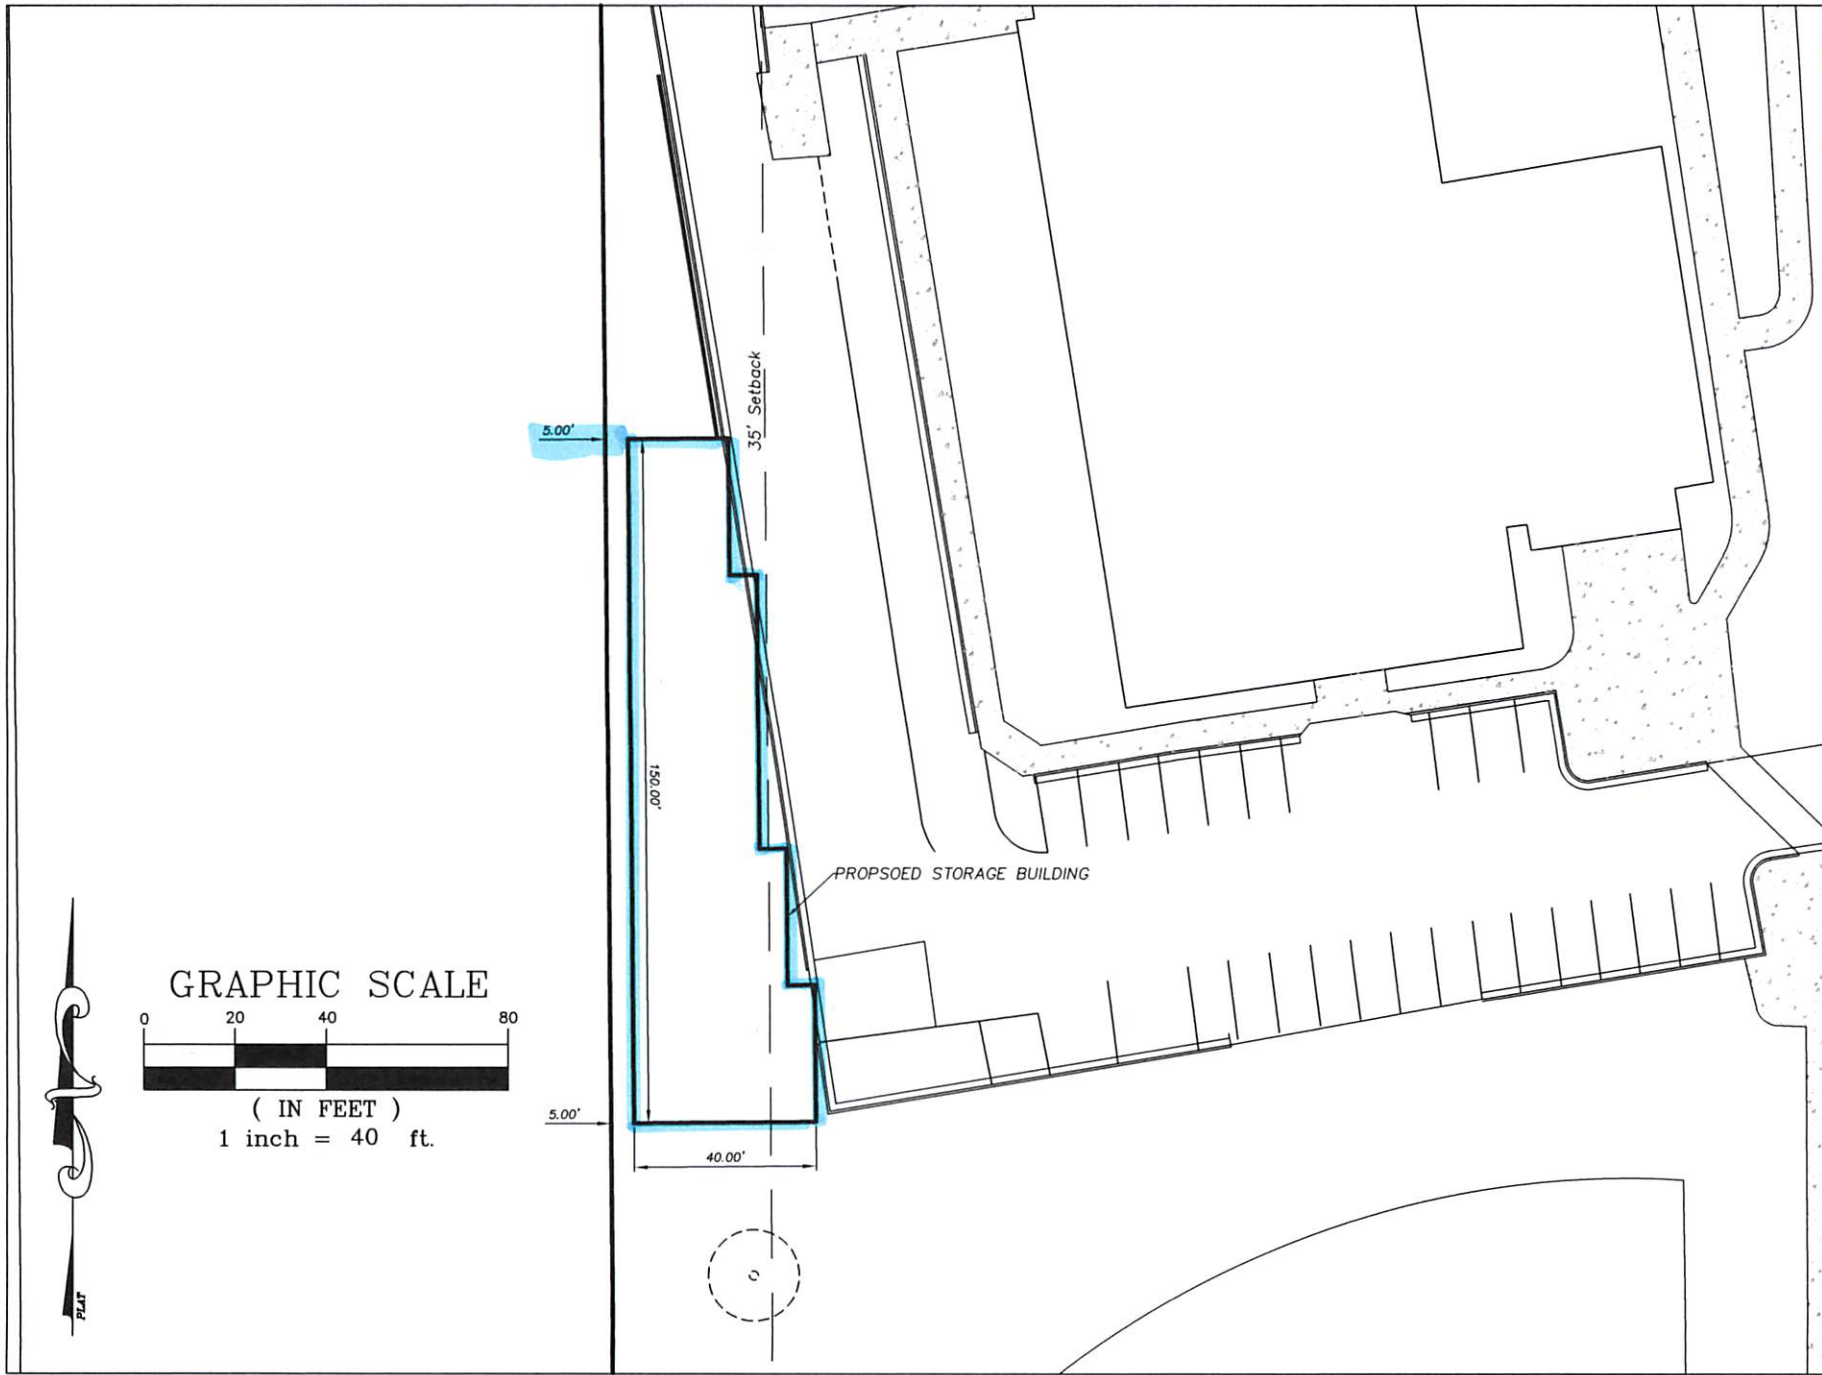 35' Setback
5.00'
150.00'
PROPSOED STORAGE BUILDING
GRAPHIC SCALE
0 20 40 80
( IN FEET )
1 inch = 40 ft.
5.00'
40.00'
PLAT